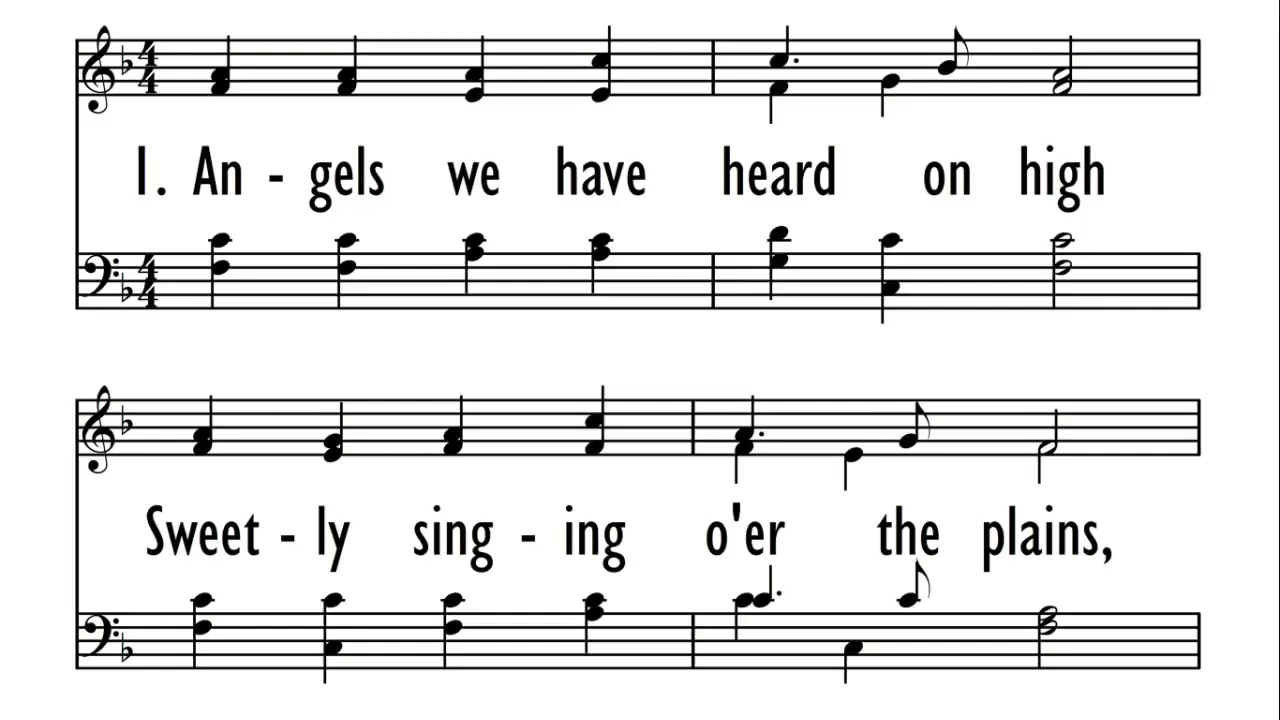 1. An - gels we have heard on high
Sweet - ly sing - ing o'er the plains,